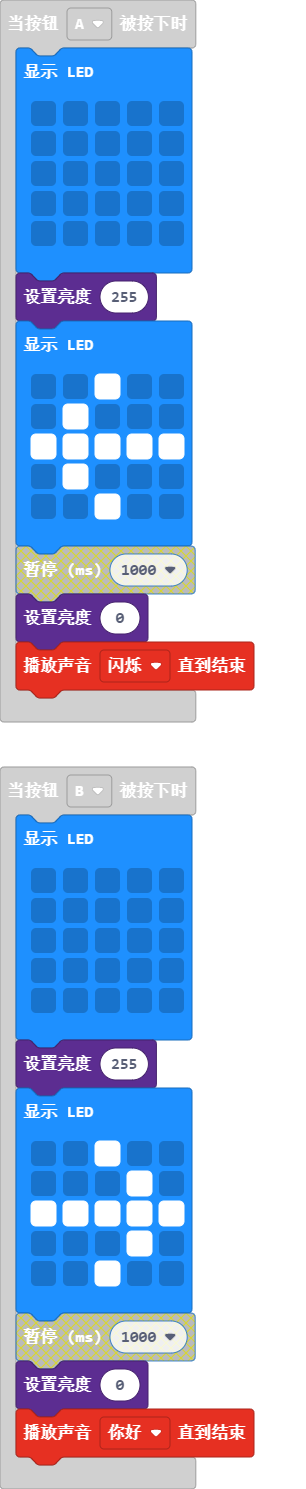 当按钮 A 被按下时
显示 LED
设置亮度 255
显示 LED
暂停 (ms) 1000
设置亮度 0
播放声音 闪烁 直到结束
当按钮 B 被按下时
显示 LED
设置亮度 255
显示 LED
暂停 (ms) 1000
设置亮度 0
播放声音 你好 直到结束